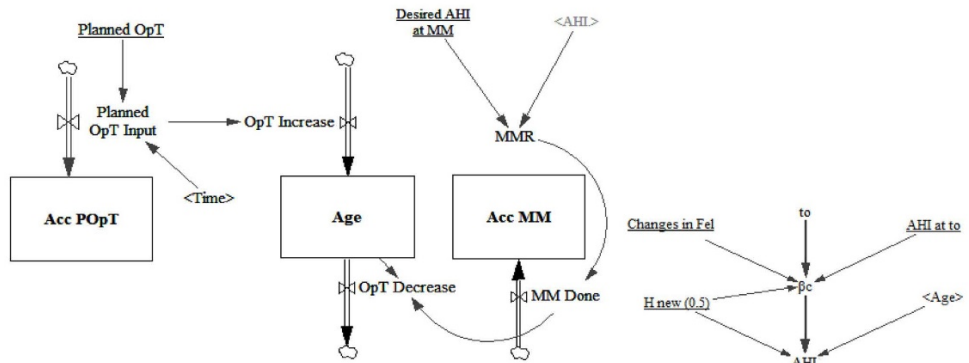 Planned OpT
Planned
OpT Input
<Time>
Acc POpT
OpT Increase
Age
OpT Decrease
Desired AHI
at MM
<AHI>
MMR
Acc MM
MM Done
to
Changes in Fel
AHI at to
βc
H new (0.5)
<Age>
AHI